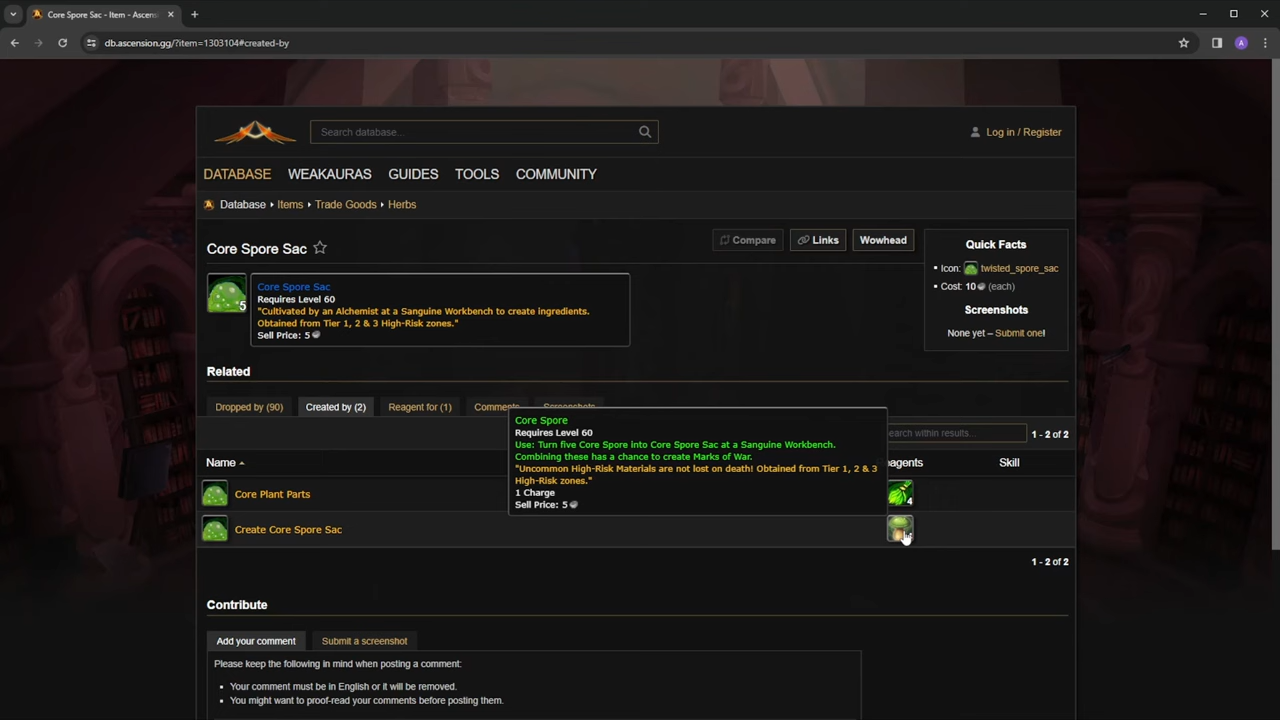 Core Spore Sac - Item - Ascens
db.ascension.gg/?item=1303104#created-by
A
Search database...
Log in / Register
DATABASE WEAKAURAS GUIDES TOOLS COMMUNITY
Database Items Trade Goods Herbs
Core Spore Sac
Compare Links Wowhead
5
Core Spore Sac
Requires Level 60
"Cultivated by an Alchemist at a Sanguine Workbench to create ingredients.
Obtained from Tier 1, 2 & 3 High-Risk zones."
Sell Price: 5
Quick Facts
Icon: twisted_spore_sac
Cost: 10 (each)
Screenshots
None yet – Submit one!
Related
Dropped by (90) Created by (2) Reagent for (1) Comments Screenshots
search within results... 1 - 2 of 2
Name Skill
Core Spore
Requires Level 60
Use: Turn five Core Spore into Core Spore Sac at a Sanguine Workbench.
Combining these has a chance to create Marks of War.
"Uncommon High-Risk Materials are not lost on death! Obtained from Tier 1, 2 & 3
High-Risk zones."
1 Charge
Sell Price: 5
Core Plant Parts 4
Create Core Spore Sac
1 - 2 of 2
Contribute
Add your comment Submit a screenshot
Please keep the following in mind when posting a comment:
Your comment must be in English or it will be removed.
You might want to proof-read your comments before posting them.